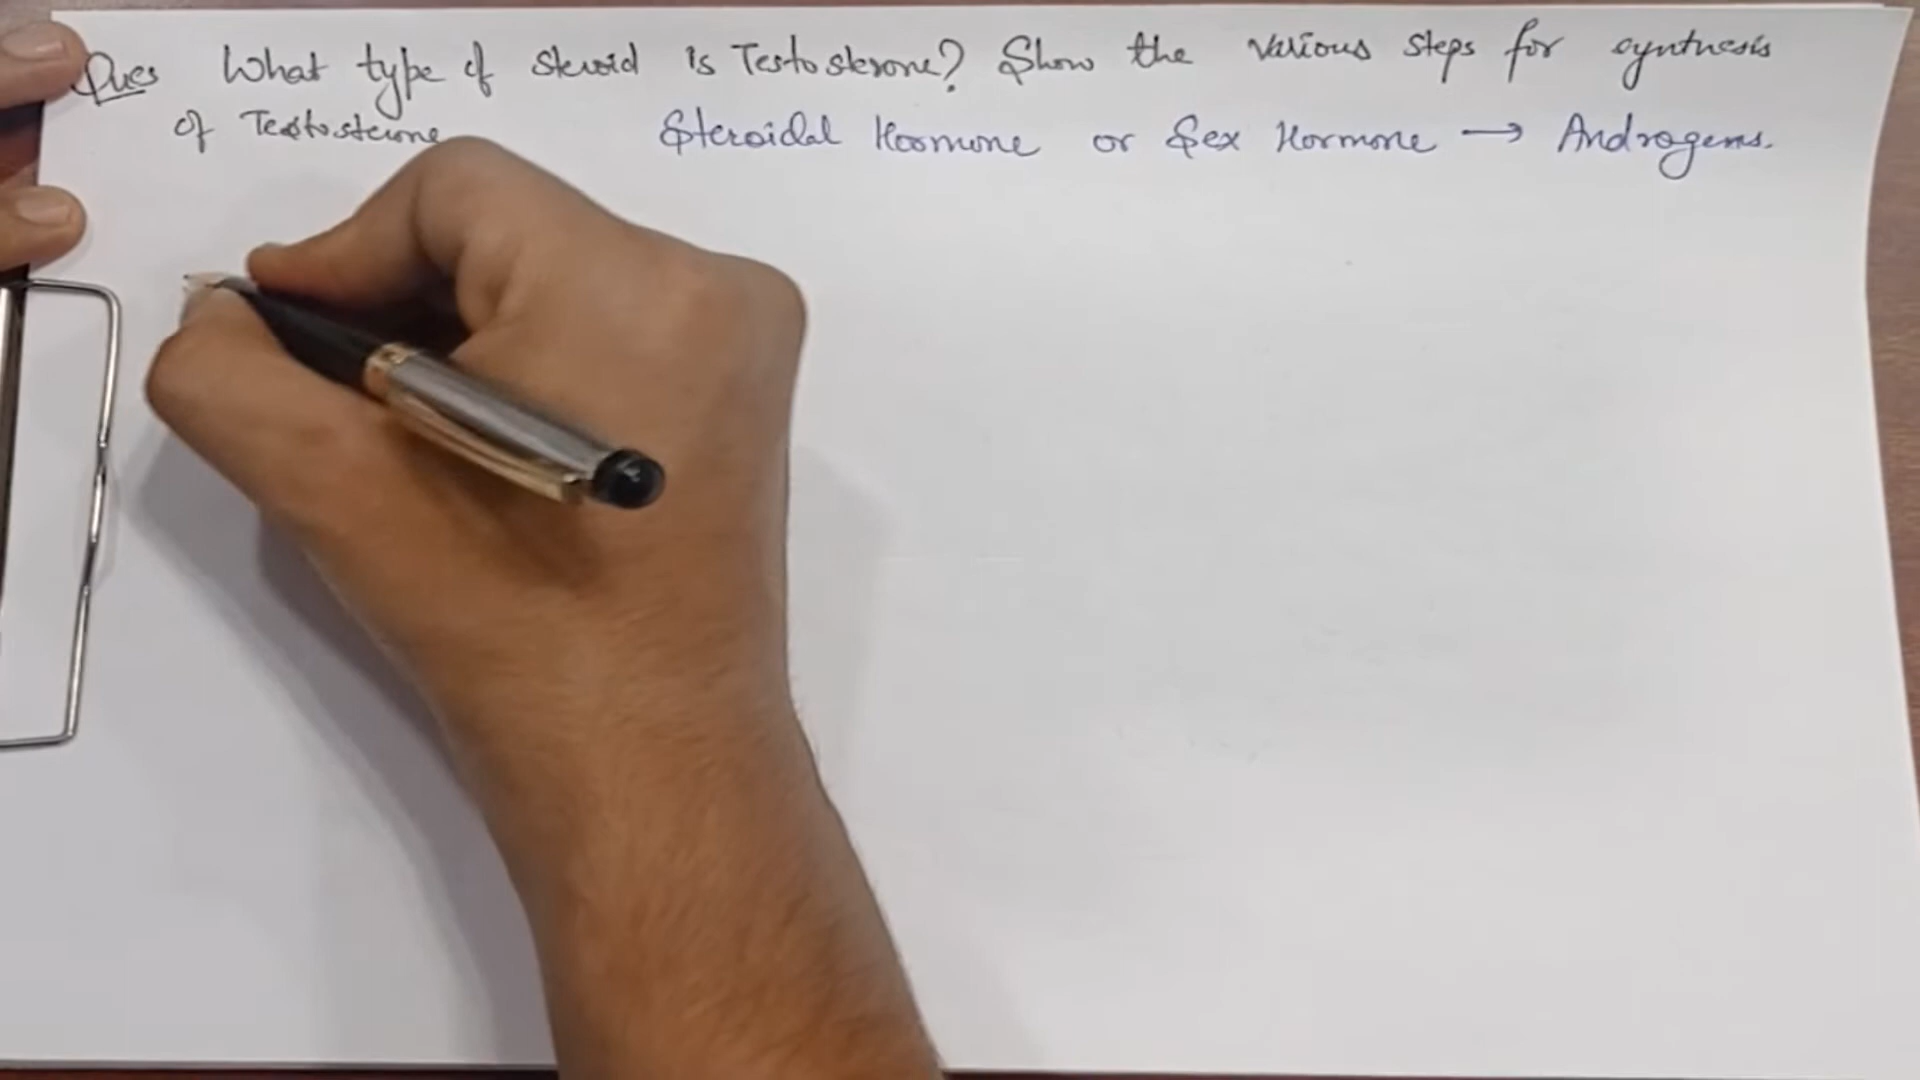 Ques What type of steroid is Testosterone? Show the various steps for synthesis
of Testosterone Steroidal Hormone or Sex Hormone → Androgens.